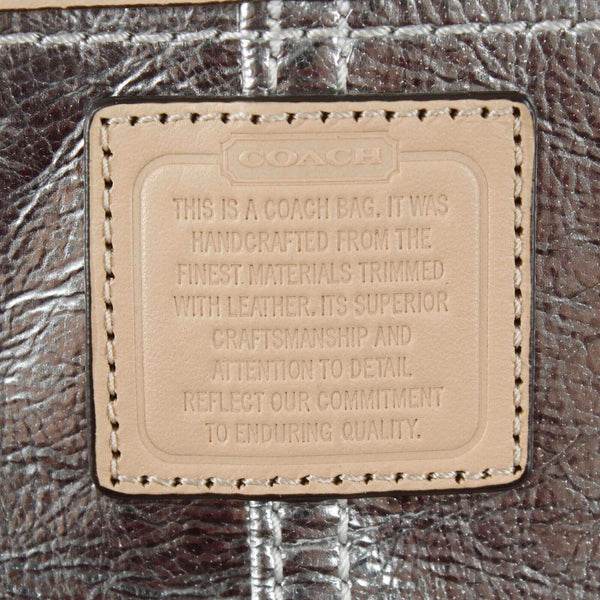 COACH
THIS IS A COACH BAG. IT WAS
HANDCRAFTED FROM THE
FINEST MATERIALS TRIMMED
WITH LEATHER. ITS SUPERIOR
CRAFTSMANSHIP AND
ATTENTION TO DETAIL
REFLECT OUR COMMITMENT
TO ENDURING QUALITY.